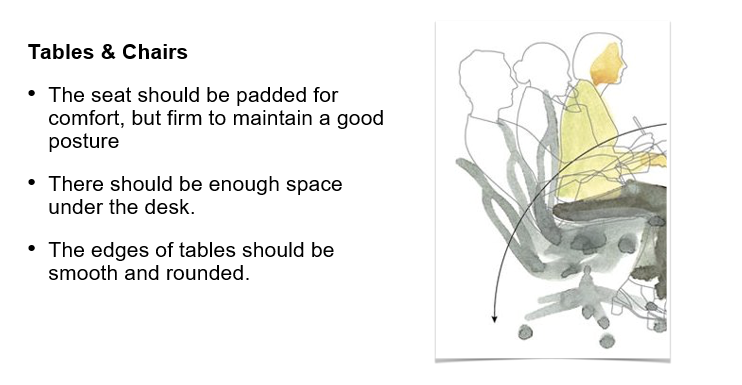 Tables & Chairs
• The seat should be padded for
comfort, but firm to maintain a good
posture
• There should be enough space
under the desk.
• The edges of tables should be
smooth and rounded.